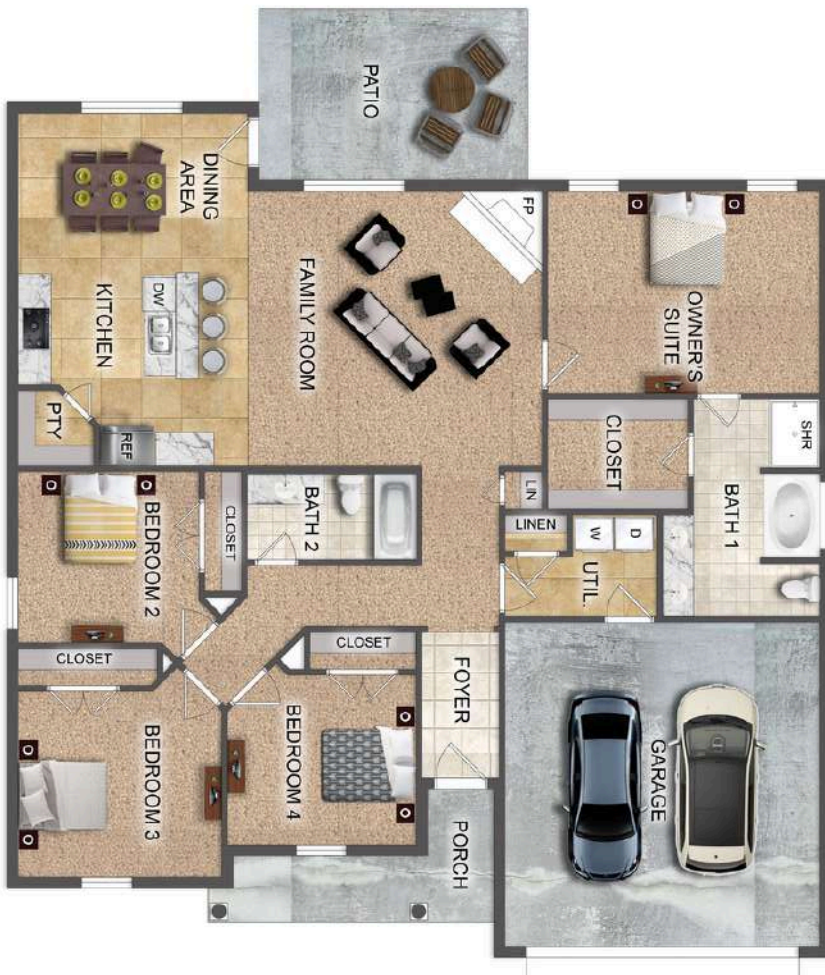 PATIO
DINING
AREA
FP
FAMILY ROOM
KITCHEN
DW
OWNER'S
SUITE
PTY
REF
CLOSET
SHR
BATH 1
LIN
LINEN
W
D
UTIL.
BATH 2
CLOSET
BEDROOM 2
CLOSET
CLOSET
FOYER
BEDROOM 3
BEDROOM 4
GARAGE
PORCH